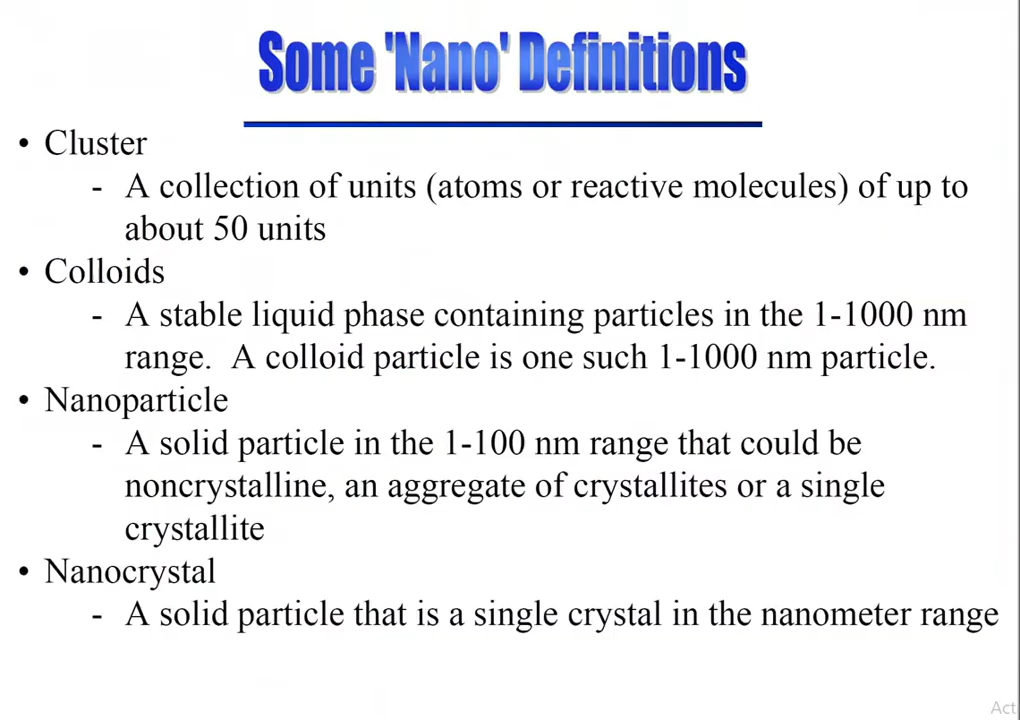 Some 'Nano' Definitions
• Cluster
- A collection of units (atoms or reactive molecules) of up to
about 50 units
• Colloids
- A stable liquid phase containing particles in the 1-1000 nm
range. A colloid particle is one such 1-1000 nm particle.
• Nanoparticle
- A solid particle in the 1-100 nm range that could be
noncrystalline, an aggregate of crystallites or a single
crystallite
• Nanocrystal
- A solid particle that is a single crystal in the nanometer range
Act